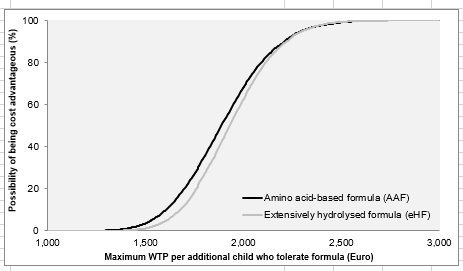 Possibility of being cost advantageous (%)
100
80
60
40
20
0
Amino acid-based formula (AAF)
Extensively hydrolysed formula (eHF)
1,000
1,500
2,000
2,500
3,000
Maximum WTP per additional child who tolerate formula (Euro)